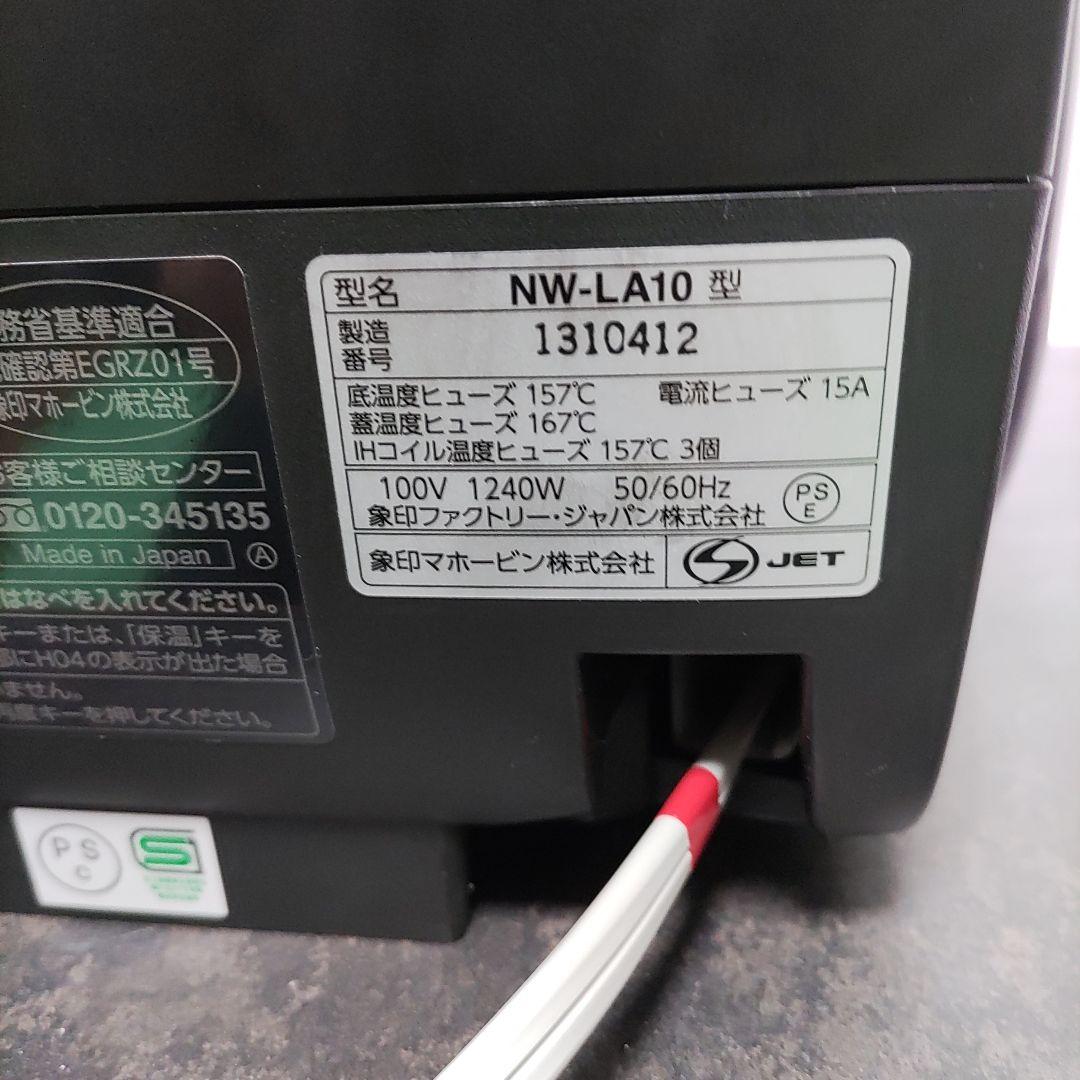 務省基準適合
確認第EGRZ01号
象印マホービン株式会社
お客様ご相談センター
0120-345135
Made in Japan Ⓐ
はなべを入れてください。
キーまたは、「保温」キーを
部にH04の表示が出た場合
ません。
キーを押してください。
型名 NW-LA10 型
製造番号 1310412
底温度ヒューズ 157℃ 電流ヒューズ 15A
蓋温度ヒューズ 167℃
IHコイル温度ヒューズ 157℃ 3個
100V 1240W 50/60Hz
PSE
象印ファクトリー・ジャパン株式会社
象印マホービン株式会社 JET
PSC